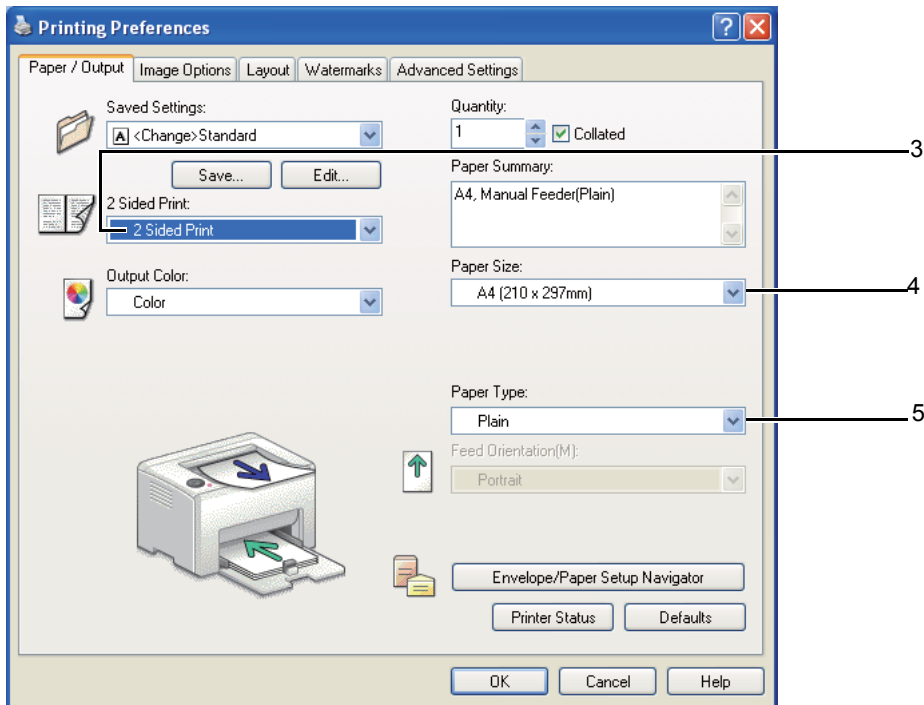 Printing Preferences
Paper / Output Image Options Layout Watermarks Advanced Settings
Saved Settings:
A <Change>Standard
Save... Edit...
2 Sided Print:
2 Sided Print
Output Color:
Color
Quantity:
1 Collated
Paper Summary:
A4, Manual Feeder(Plain)
Paper Size:
A4 (210 x 297mm)
Paper Type:
Plain
Feed Orientation(M):
Portrait
Envelope/Paper Setup Navigator
Printer Status Defaults
OK Cancel Help
3
4
5